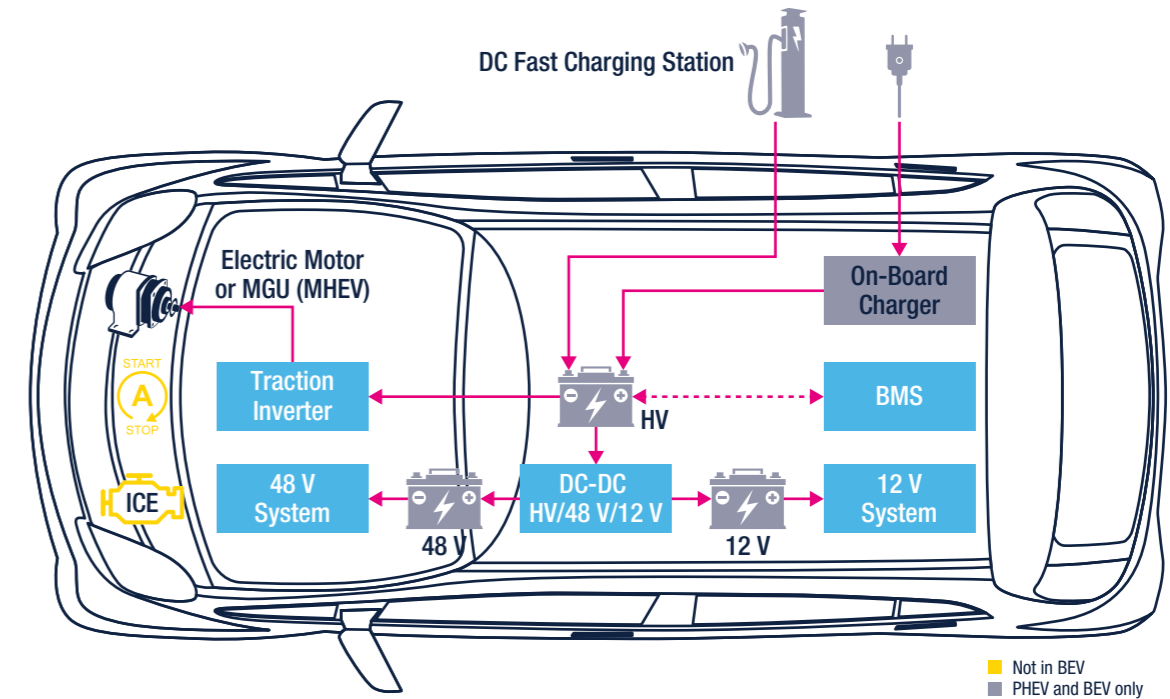 DC Fast Charging Station
Electric Motor
or MGU (MHEV)
On-Board
Charger
START
A
STOP
Traction
Inverter
HV
BMS
ICE
48 V
System
48 V
DC-DC
HV/48 V/12 V
12 V
12 V
System
Not in BEV
PHEV and BEV only